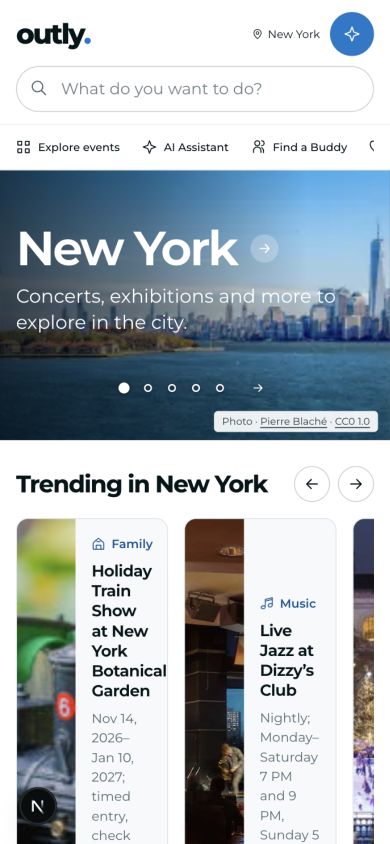 outly.
New York
What do you want to do?
Explore events
AI Assistant
Find a Buddy
New York
Concerts, exhibitions and more to
explore in the city.
Photo · Pierre Blaché · CC0 1.0
Trending in New York
Family
Holiday
Train
Show
at New
York
Botanical
Garden
Nov 14,
2026–
Jan 10,
2027;
timed
entry,
check
Music
Live
Jazz at
Dizzy's
Club
Nightly;
Monday–
Saturday
7 PM
and 9
PM,
Sunday 5
6
N